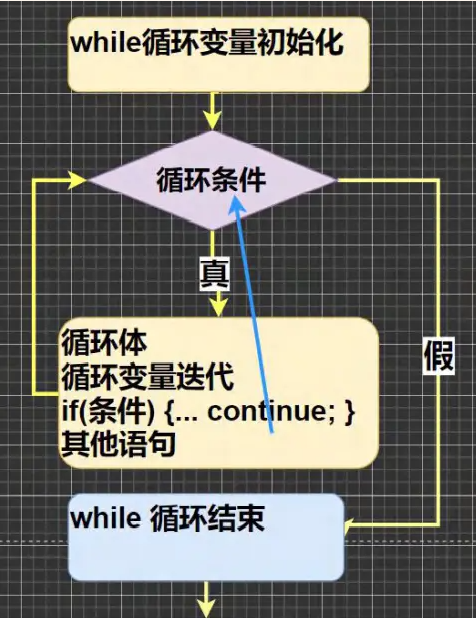 while循环变量初始化
循环条件
真
假
循环体
循环变量迭代
if(条件) {... continue; }
其他语句
while 循环结束